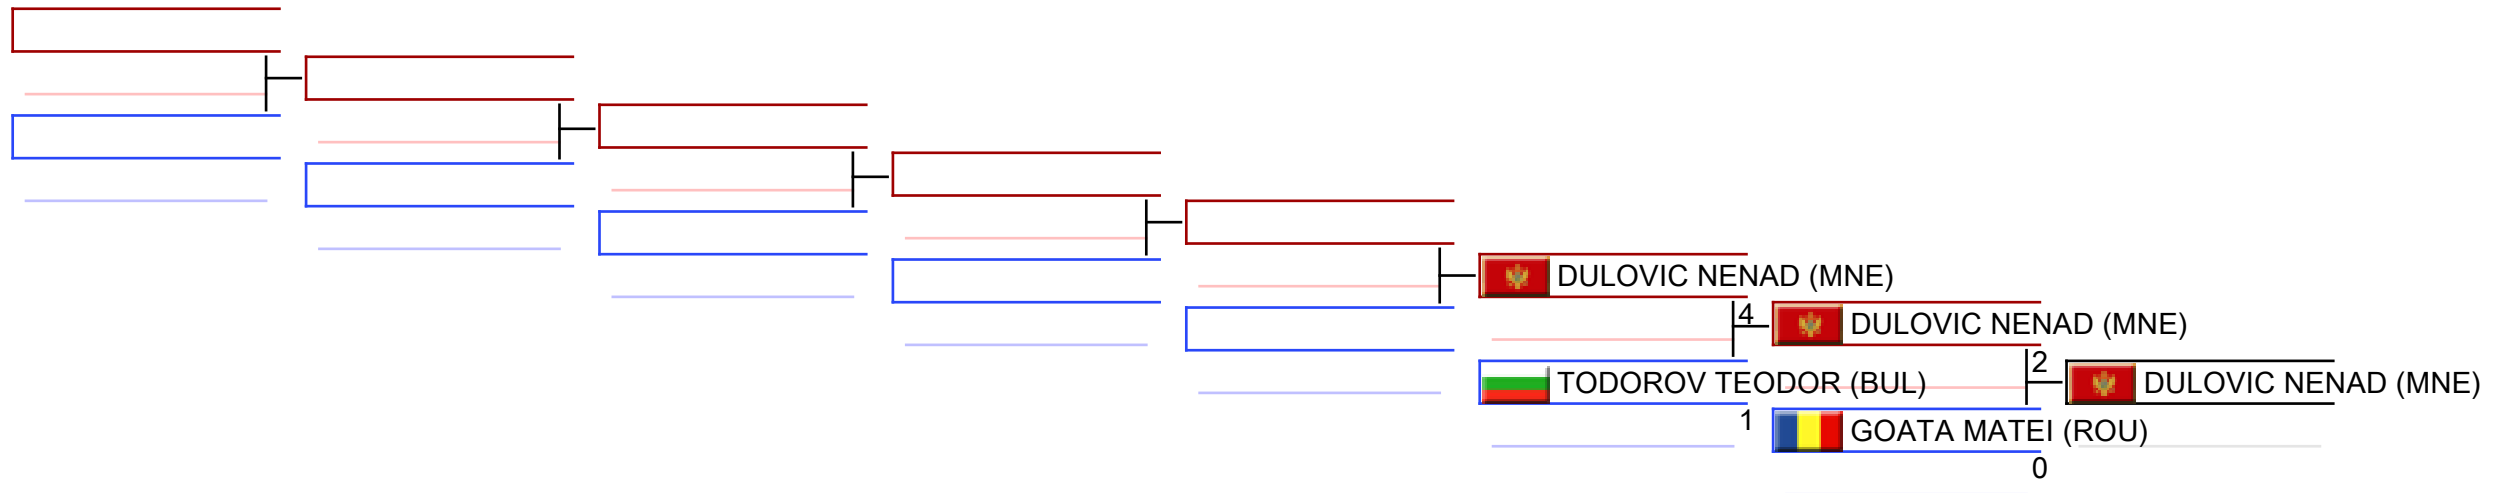 DULOVIC NENAD (MNE)
4
TODOROV TEODOR (BUL)
1
DULOVIC NENAD (MNE)
2
GOATA MATEI (ROU)
0
DULOVIC NENAD (MNE)